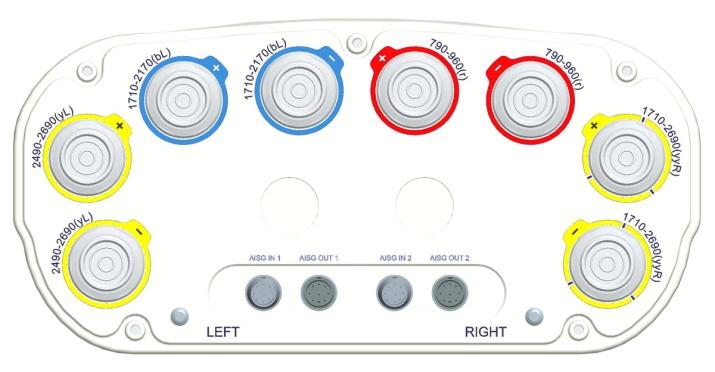 1710-2170(bL)
+
1710-2170(bL)
-
790-960(r)
+
790-960(r)
-
2490-2690(yL)
+
1710-2690(yyR)
+
2490-2690(yL)
-
1710-2690(yyR)
-
AISG IN 1
AISG OUT 1
AISG IN 2
AISG OUT 2
LEFT
RIGHT